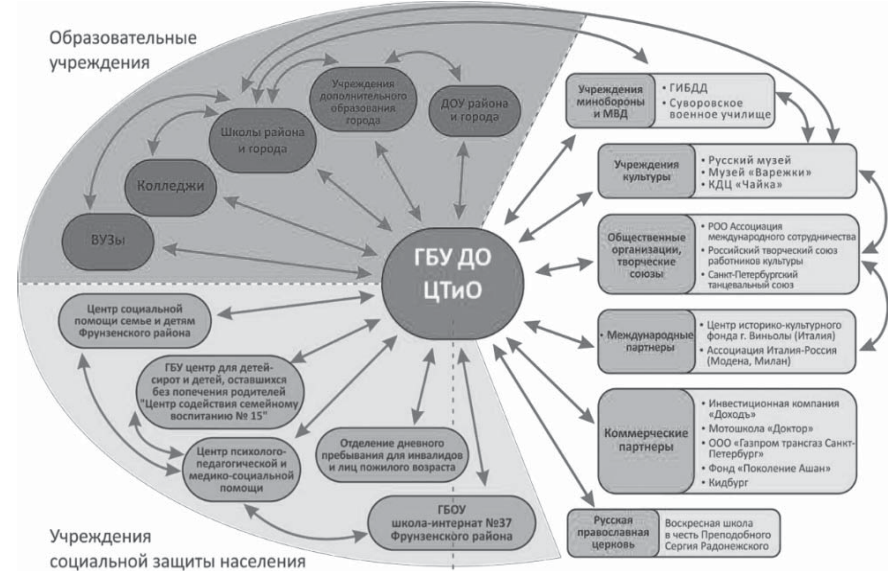 Образовательные
учреждения
Учреждения
дополнительного
образования
города
ДОУ района
и города
Школы района
и города
Колледжи
ВУЗы
ГБУ ДО
ЦТиО
Учреждения
минобороны
и МВД
• ГИБДД
• Суворовское
военное училище
Учреждения
культуры
• Русский музей
• Музей «Варежки»
• КДЦ «Чайка»
Общественные
организации,
творческие
союзы
• РОО Ассоциация
международного сотрудничества
• Российский творческий союз
работников культуры
• Санкт-Петербургский
танцевальный союз
• Международные
партнеры
• Центр историко-культурного
фонда г. Виньолы (Италия)
• Ассоциация Италия-Россия
(Модена, Милан)
Коммерческие
партнеры
• Инвестиционная компания
«Доходъ»
• Мотошкола «Доктор»
• ООО «Газпром трансгаз Санкт-
Петербург»
• Фонд «Поколение Ашан»
• Кидбург
Русская
православная
церковь
Воскресная школа
в честь Преподобного
Сергия Радонежского
Центр социальной
помощи семье и детям
Фрунзенского района
ГБУ центр для детей-
сирот и детей, оставшихся
без попечения родителей
"Центр содействия семейному
воспитанию № 15"
Центр психолого-
педагогической и
медико-социальной
помощи
Отделение дневного
пребывания для инвалидов
и лиц пожилого возраста
ГБОУ
школа-интернат №37
Фрунзенского района
Учреждения
социальной защиты населения